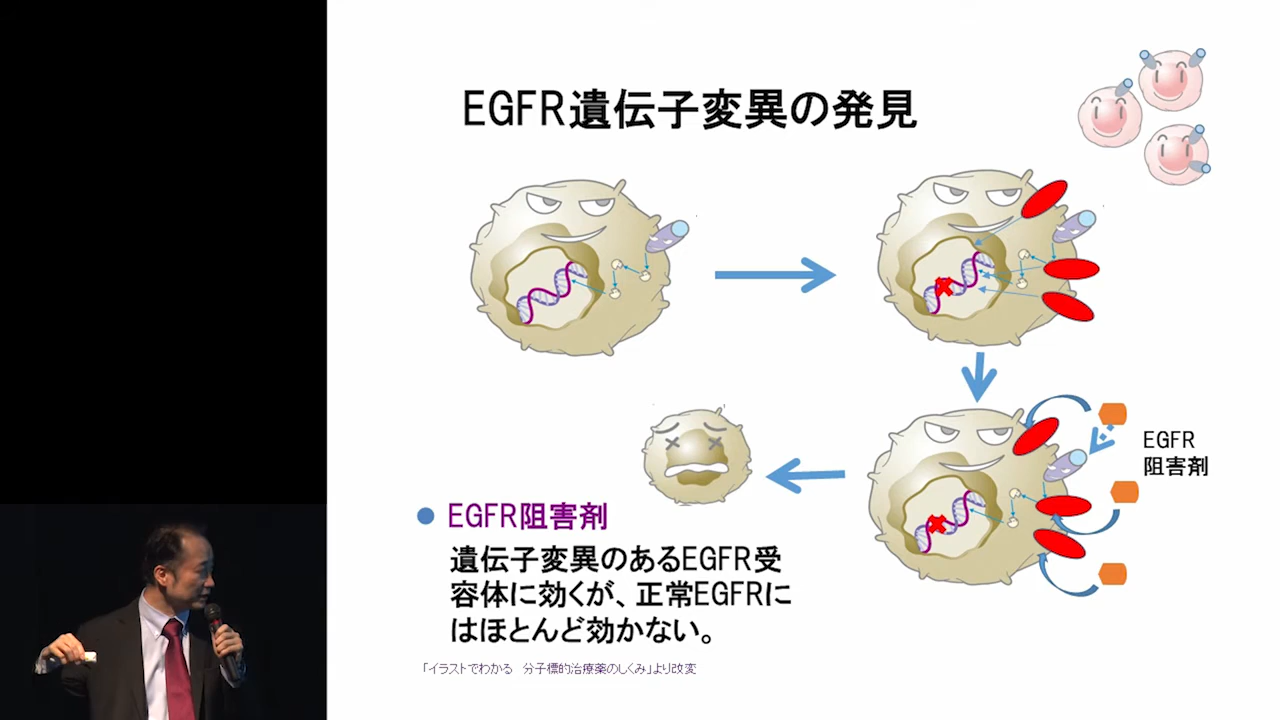 EGFR遺伝子変異の発見
EGFR
阻害剤
EGFR阻害剤
遺伝子変異のあるEGFR受
容体に効くが、正常EGFRに
はほとんど効かない。
「イラストでわかる　分子標的治療薬のしくみ」より改変